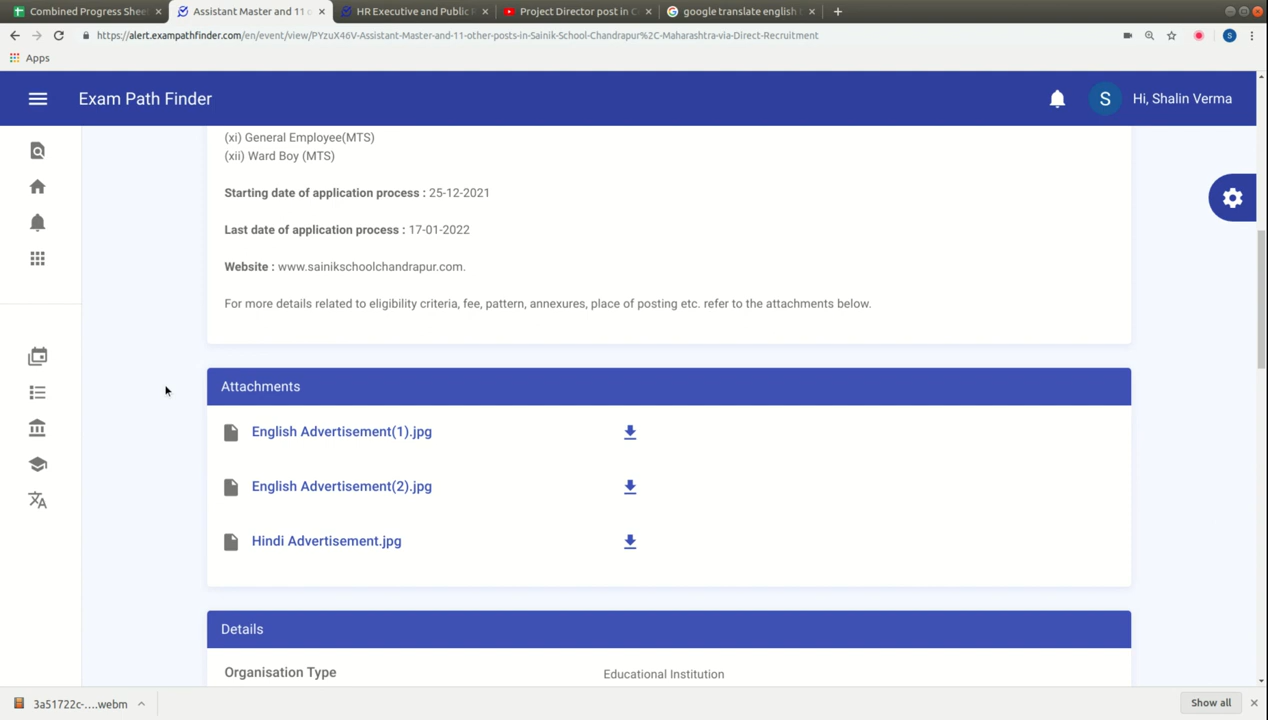 Combined Progress Sheet
Assistant Master and 11 o
HR Executive and Public R
Project Director post in C
google translate english
https://alert.exampathfinder.com/en/event/view/PYzuX46V-Assistant-Master-and-11-other-posts-in-Sainik-School-Chandrapur%2C-Maharashtra-via-Direct-Recruitment
S
Apps
Exam Path Finder
S
Hi, Shalin Verma
(xi) General Employee(MTS)
(xii) Ward Boy (MTS)
Starting date of application process : 25-12-2021
Last date of application process : 17-01-2022
Website : www.sainikschoolchandrapur.com.
For more details related to eligibility criteria, fee, pattern, annexures, place of posting etc. refer to the attachments below.
Attachments
English Advertisement(1).jpg
English Advertisement(2).jpg
Hindi Advertisement.jpg
Details
Organisation Type
Educational Institution
3a51722c-....webm
Show all